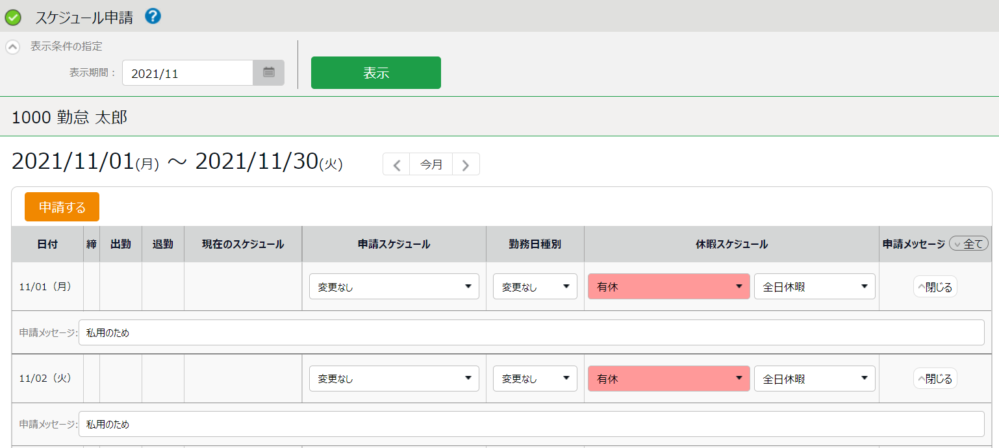 スケジュール申請 ?
表示条件の指定
表示期間： 2021/11 表示
1000 勤怠 太郎
2021/11/01(月) ～ 2021/11/30(火) 今月
申請する
日付 締 出勤 退勤 現在のスケジュール 申請スケジュール 勤務日種別 休暇スケジュール 申請メッセージ 全て
11/01（月） 変更なし 変更なし 有休 全日休暇 閉じる
申請メッセージ: 私用のため
11/02（火） 変更なし 変更なし 有休 全日休暇 閉じる
申請メッセージ: 私用のため